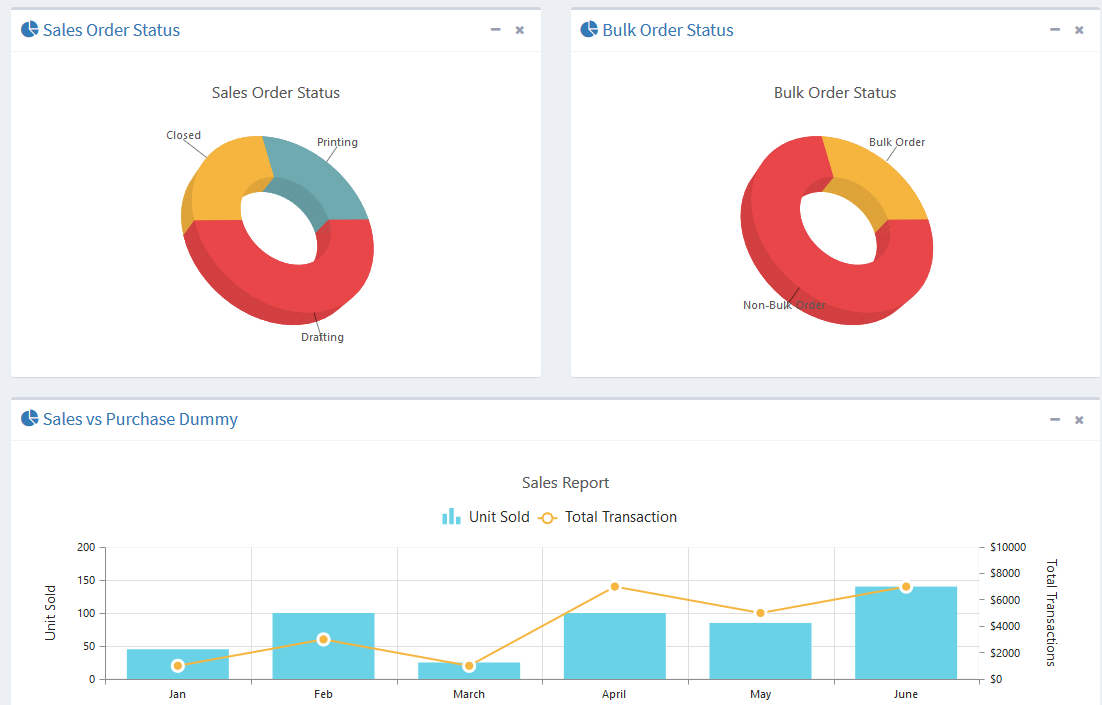 Sales Order Status
Sales Order Status
Closed
Printing
Drafting
Bulk Order Status
Bulk Order Status
Bulk Order
Non-Bulk Order
Sales vs Purchase Dummy
Sales Report
Unit Sold
Total Transaction
Unit Sold
200
150
100
50
0
$10000
$8000
$6000
$4000
$2000
$0
Total Transactions
Jan
Feb
March
April
May
June